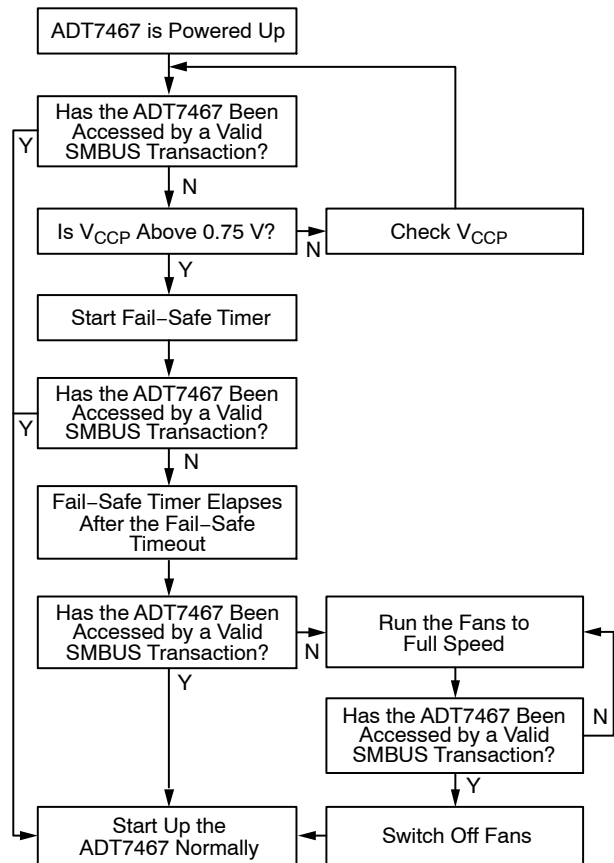 ADT7467 is Powered Up
Has the ADT7467 Been
Accessed by a Valid
SMBUS Transaction?
Y
N
Is VCCP Above 0.75 V?
N
Check VCCP
Y
Start Fail−Safe Timer
Has the ADT7467 Been
Accessed by a Valid
SMBUS Transaction?
Y
N
Fail−Safe Timer Elapses
After the Fail−Safe
Timeout
Has the ADT7467 Been
Accessed by a Valid
SMBUS Transaction?
N
Y
Run the Fans to
Full Speed
Has the ADT7467 Been
Accessed by a Valid
SMBUS Transaction?
N
Y
Start Up the
ADT7467 Normally
Switch Off Fans